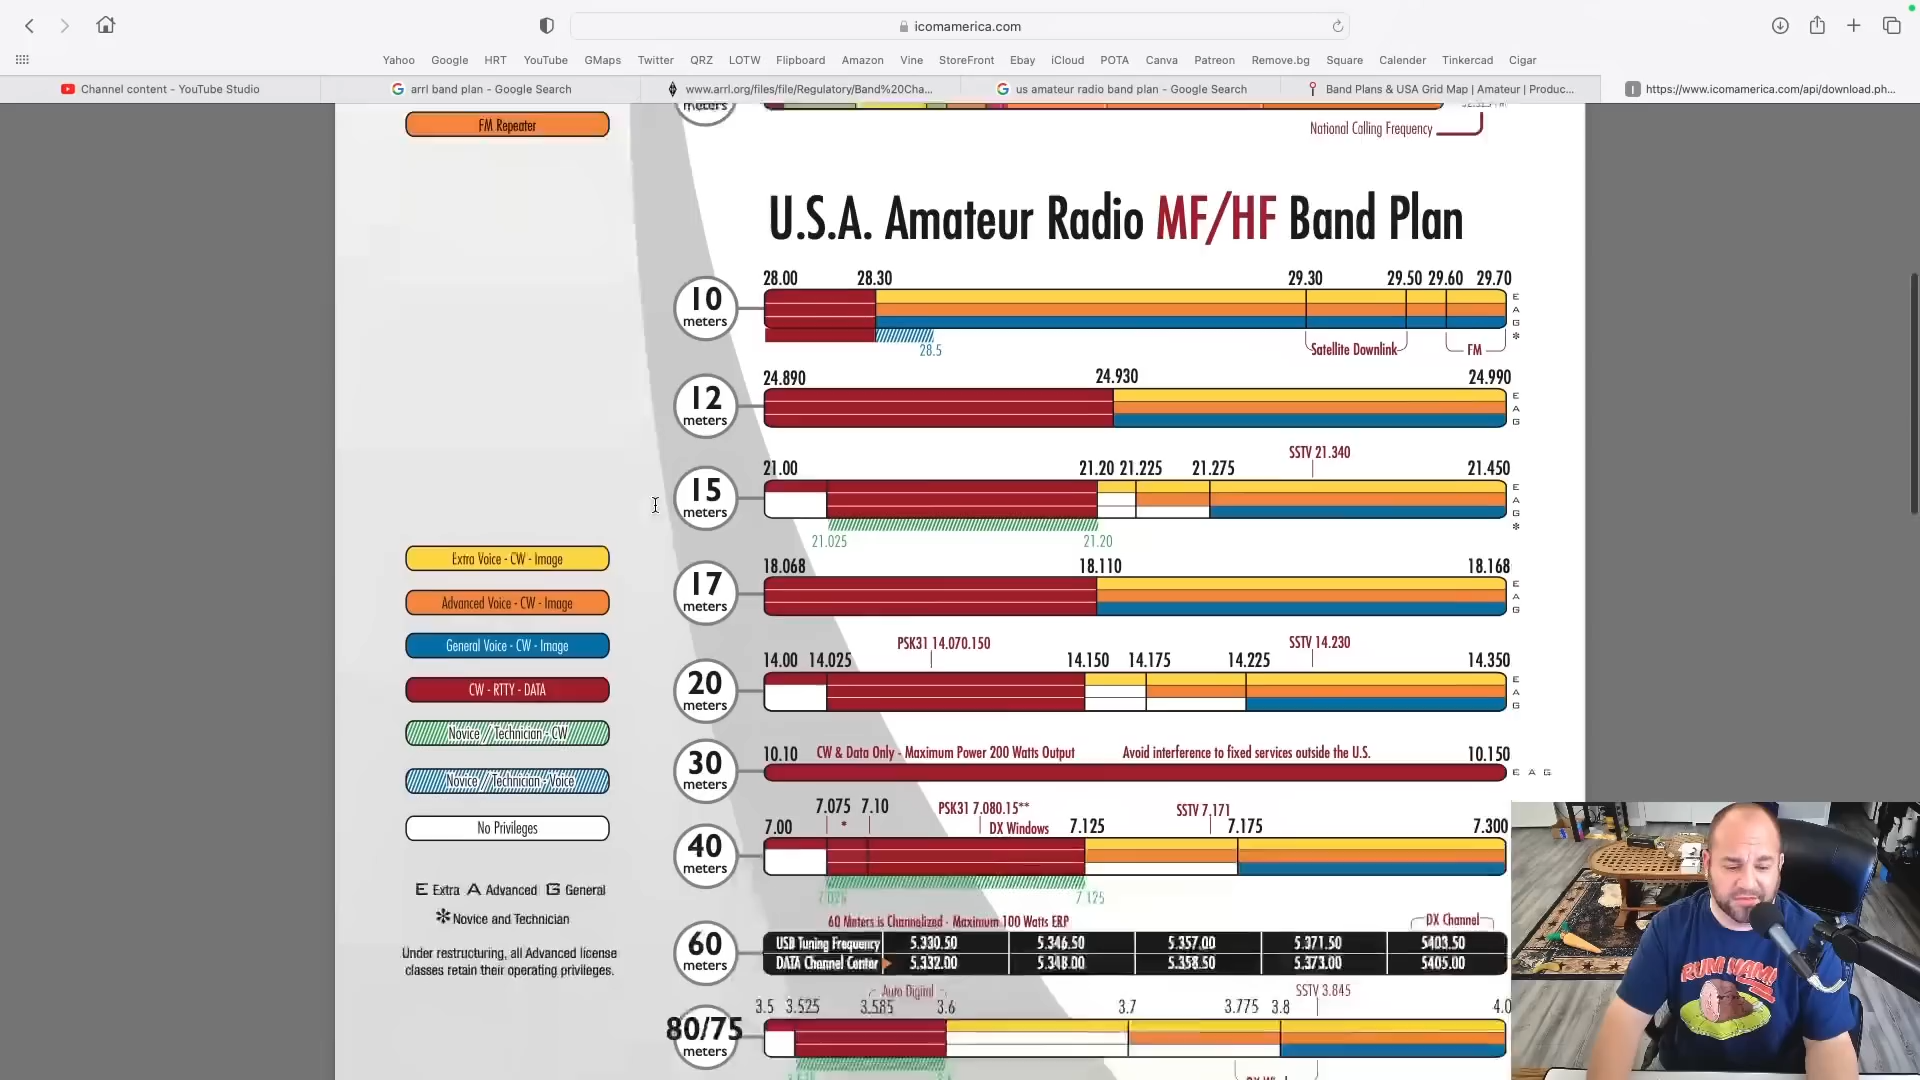 icomamerica.com
Yahoo Google HRT YouTube GMaps Twitter QRZ LOTW Flipboard Amazon Vine StoreFront Ebay iCloud POTA Canva Patreon Remove.bg Square Calender Tinkercad Cigar
Channel content - YouTube Studio
arrl band plan - Google Search
www.arrl.org/files/file/Regulatory/Band%20Cha...
us amateur radio band plan - Google Search
Band Plans & USA Grid Map | Amateur | Produc...
https://www.icomamerica.com/api/download.ph...
meters
FM Repeater
National Calling Frequency
U.S.A. Amateur Radio MF/HF Band Plan
28.00 28.30 29.30 29.50 29.60 29.70
10 meters
E
A
G
*
28.5 Satellite Downlink FM
24.890 24.930 24.990
12 meters
E
A
G
SSTV 21.340
21.00 21.20 21.225 21.275 21.450
15 meters
E
A
G
*
21.025 21.20
18.068 18.110 18.168
17 meters
E
A
G
PSK31 14.070.150 SSTV 14.230
14.00 14.025 14.150 14.175 14.225 14.350
20 meters
E
A
G
10.10 CW & Data Only - Maximum Power 200 Watts Output Avoid interference to fixed services outside the U.S. 10.150
30 meters
E A G
7.075 7.10 PSK31 7.080.15** SSTV 7.171
7.00 * DX Windows 7.125 7.175 7.300
40 meters
7.125
60 Meters is Channelized - Maximum 100 Watts ERP DX Channel
60 meters
USB Tuning Frequency 5.330.50 5.346.50 5.357.00 5.371.50 5403.50
DATA Channel Center 5.332.00 5.348.00 5.358.50 5.373.00 5405.00
Auto Digital SSTV 3.845
3.5 3.525 3.585 3.6 3.7 3.775 3.8 4.0
80/75 meters
Extra Voice - CW - Image
Advanced Voice - CW - Image
General Voice - CW - Image
CW - RTTY - DATA
Novice / Technician - CW
Novice / Technician - Voice
No Privileges
E Extra A Advanced G General
*Novice and Technician
Under restructuring, all Advanced license
classes retain their operating privileges.
RUM HAM!